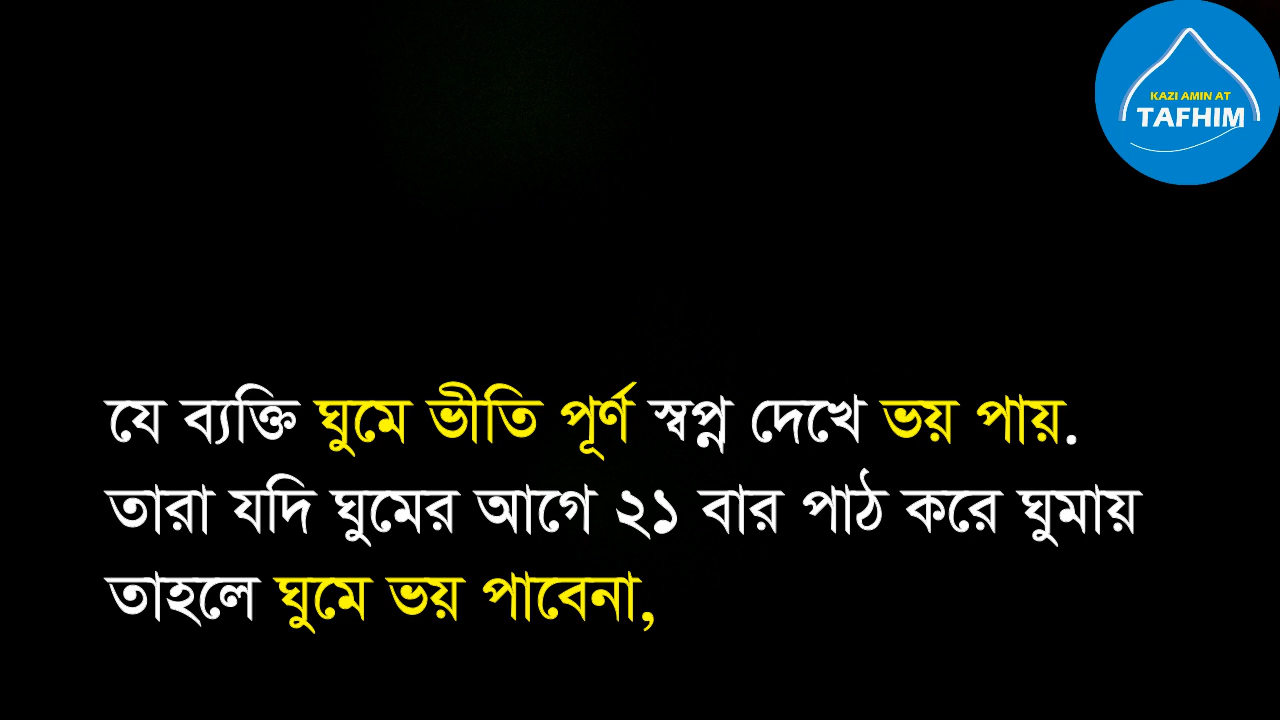 KAZI AMIN AT
TAFHIM
যে ব্যক্তি ঘুমে ভীতি পূর্ণ স্বপ্ন দেখে ভয় পায়.
তারা যদি ঘুমের আগে ২১ বার পাঠ করে ঘুমায়
তাহলে ঘুমে ভয় পাবেনা,